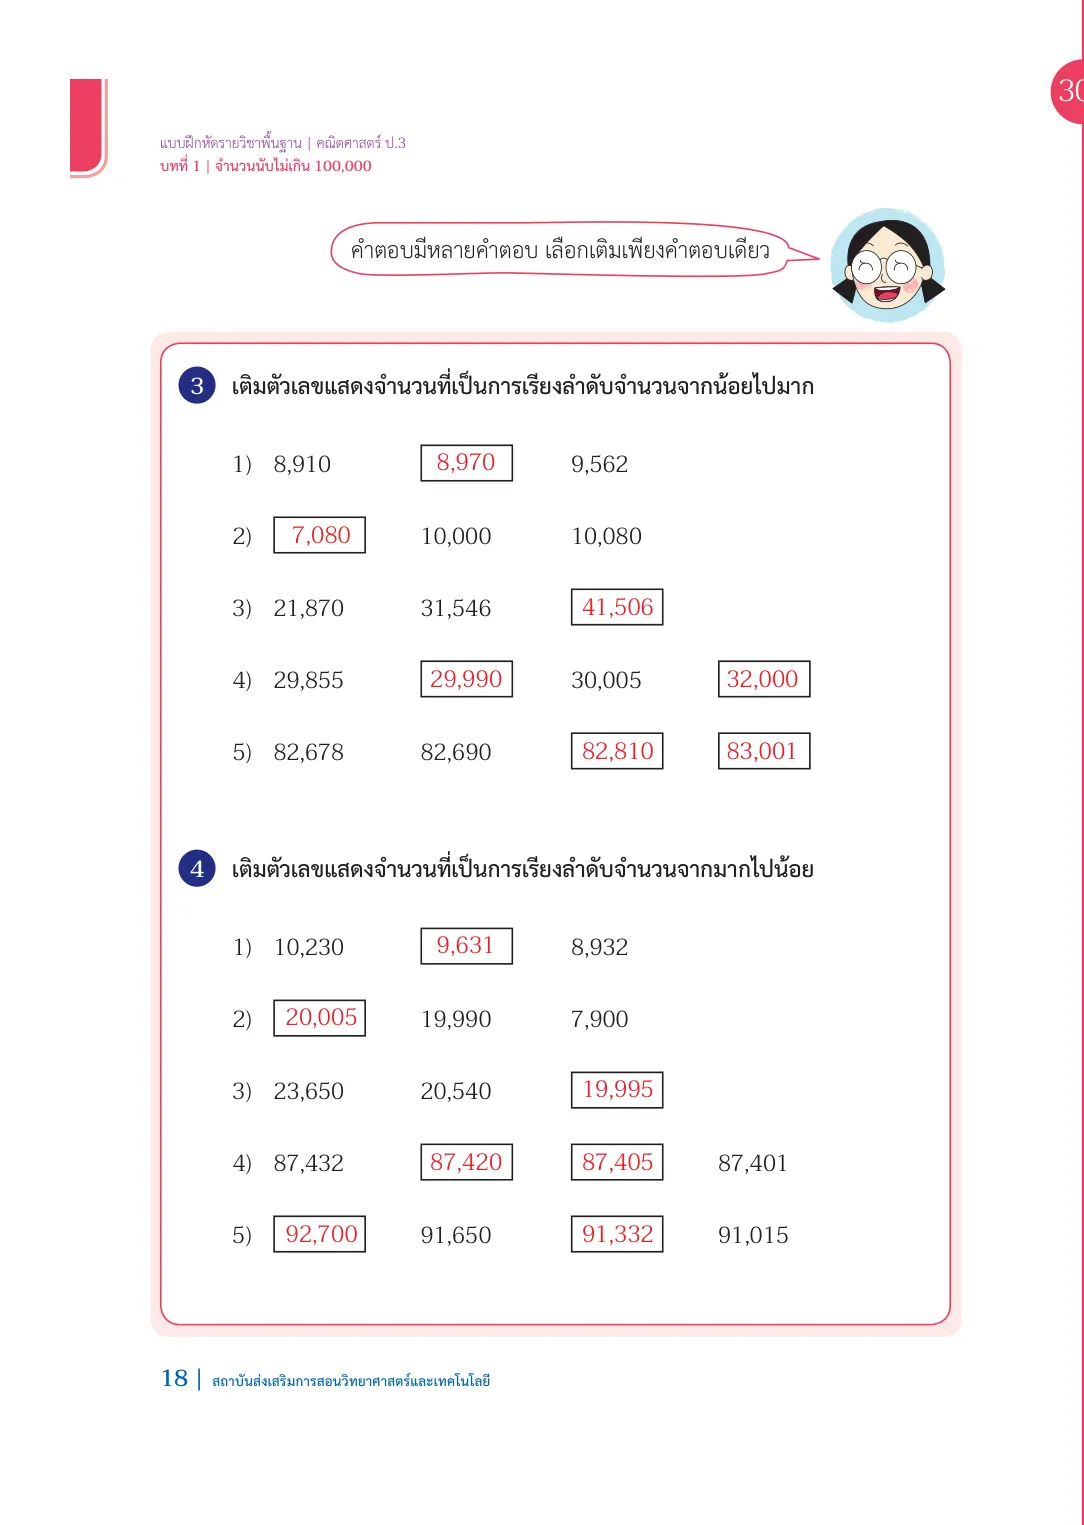 30
แบบฝึกหัดรายวิชาพื้นฐาน | คณิตศาสตร์ ป.3
บทที่ 1 | จำนวนนับไม่เกิน 100,000
คำตอบมีหลายคำตอบ เลือกเติมเพียงคำตอบเดียว
3 เติมตัวเลขแสดงจำนวนที่เป็นการเรียงลำดับจำนวนจากน้อยไปมาก
1) 8,910 8,970 9,562
2) 7,080 10,000 10,080
3) 21,870 31,546 41,506
4) 29,855 29,990 30,005 32,000
5) 82,678 82,690 82,810 83,001
4 เติมตัวเลขแสดงจำนวนที่เป็นการเรียงลำดับจำนวนจากมากไปน้อย
1) 10,230 9,631 8,932
2) 20,005 19,990 7,900
3) 23,650 20,540 19,995
4) 87,432 87,420 87,405 87,401
5) 92,700 91,650 91,332 91,015
18 | สถาบันส่งเสริมการสอนวิทยาศาสตร์และเทคโนโลยี